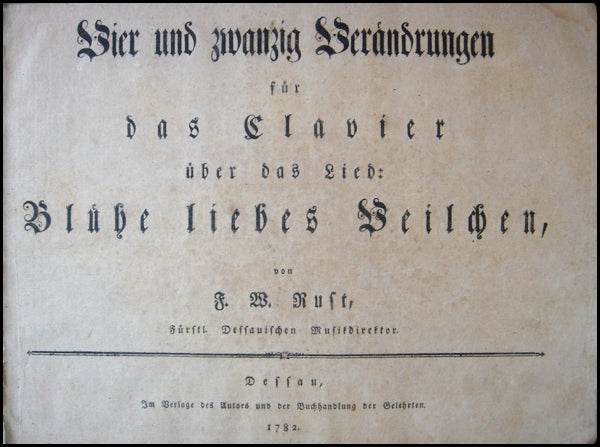 Vier und zwanzig Verändrungen
für
das Clavier
über das Lied:
Blühe liebes Veilchen,
von
F. W. Rust,
Fürstl. Dessauischen Musikdirektor.
Dessau,
Im Verlage des Autors und der Buchhandlung der Gelehrten.
1782.